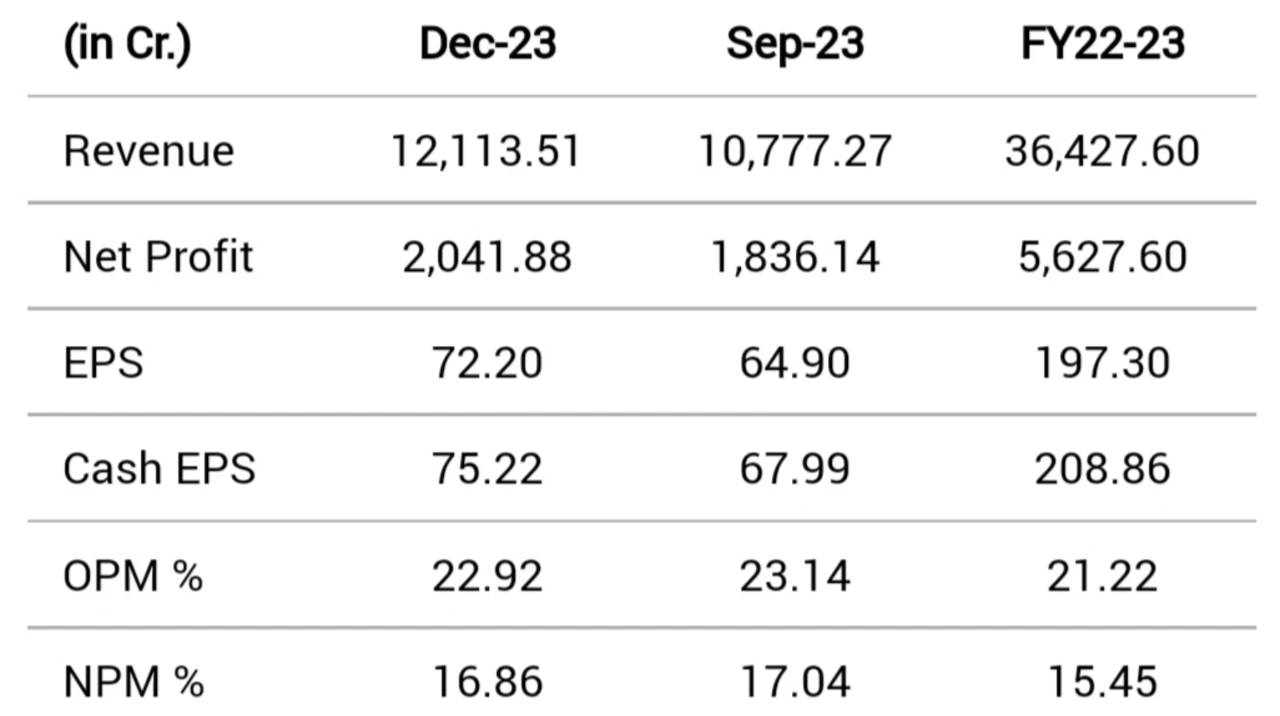 (in Cr.) Dec-23 Sep-23 FY22-23
Revenue 12,113.51 10,777.27 36,427.60
Net Profit 2,041.88 1,836.14 5,627.60
EPS 72.20 64.90 197.30
Cash EPS 75.22 67.99 208.86
OPM % 22.92 23.14 21.22
NPM % 16.86 17.04 15.45